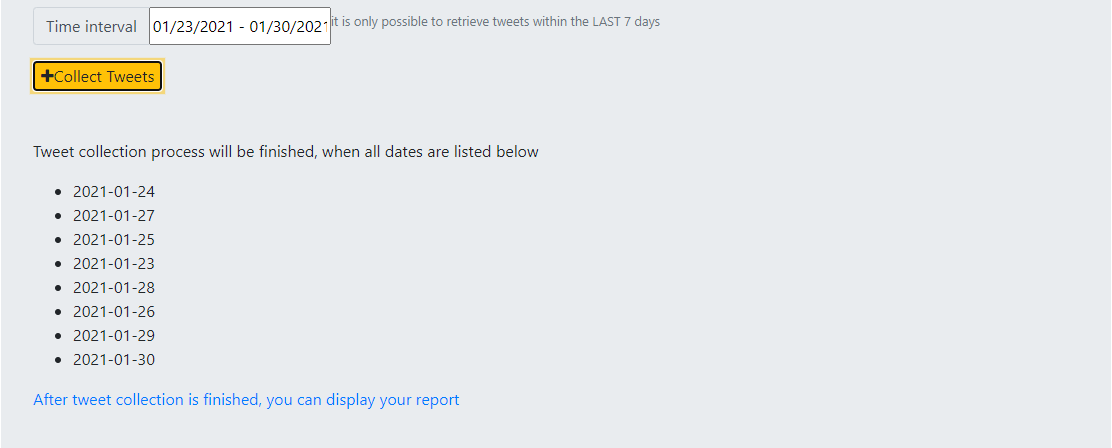 Time interval 01/23/2021 - 01/30/2021 it is only possible to retrieve tweets within the LAST 7 days
+Collect Tweets
Tweet collection process will be finished, when all dates are listed below
• 2021-01-24
• 2021-01-27
• 2021-01-25
• 2021-01-23
• 2021-01-28
• 2021-01-26
• 2021-01-29
• 2021-01-30
After tweet collection is finished, you can display your report